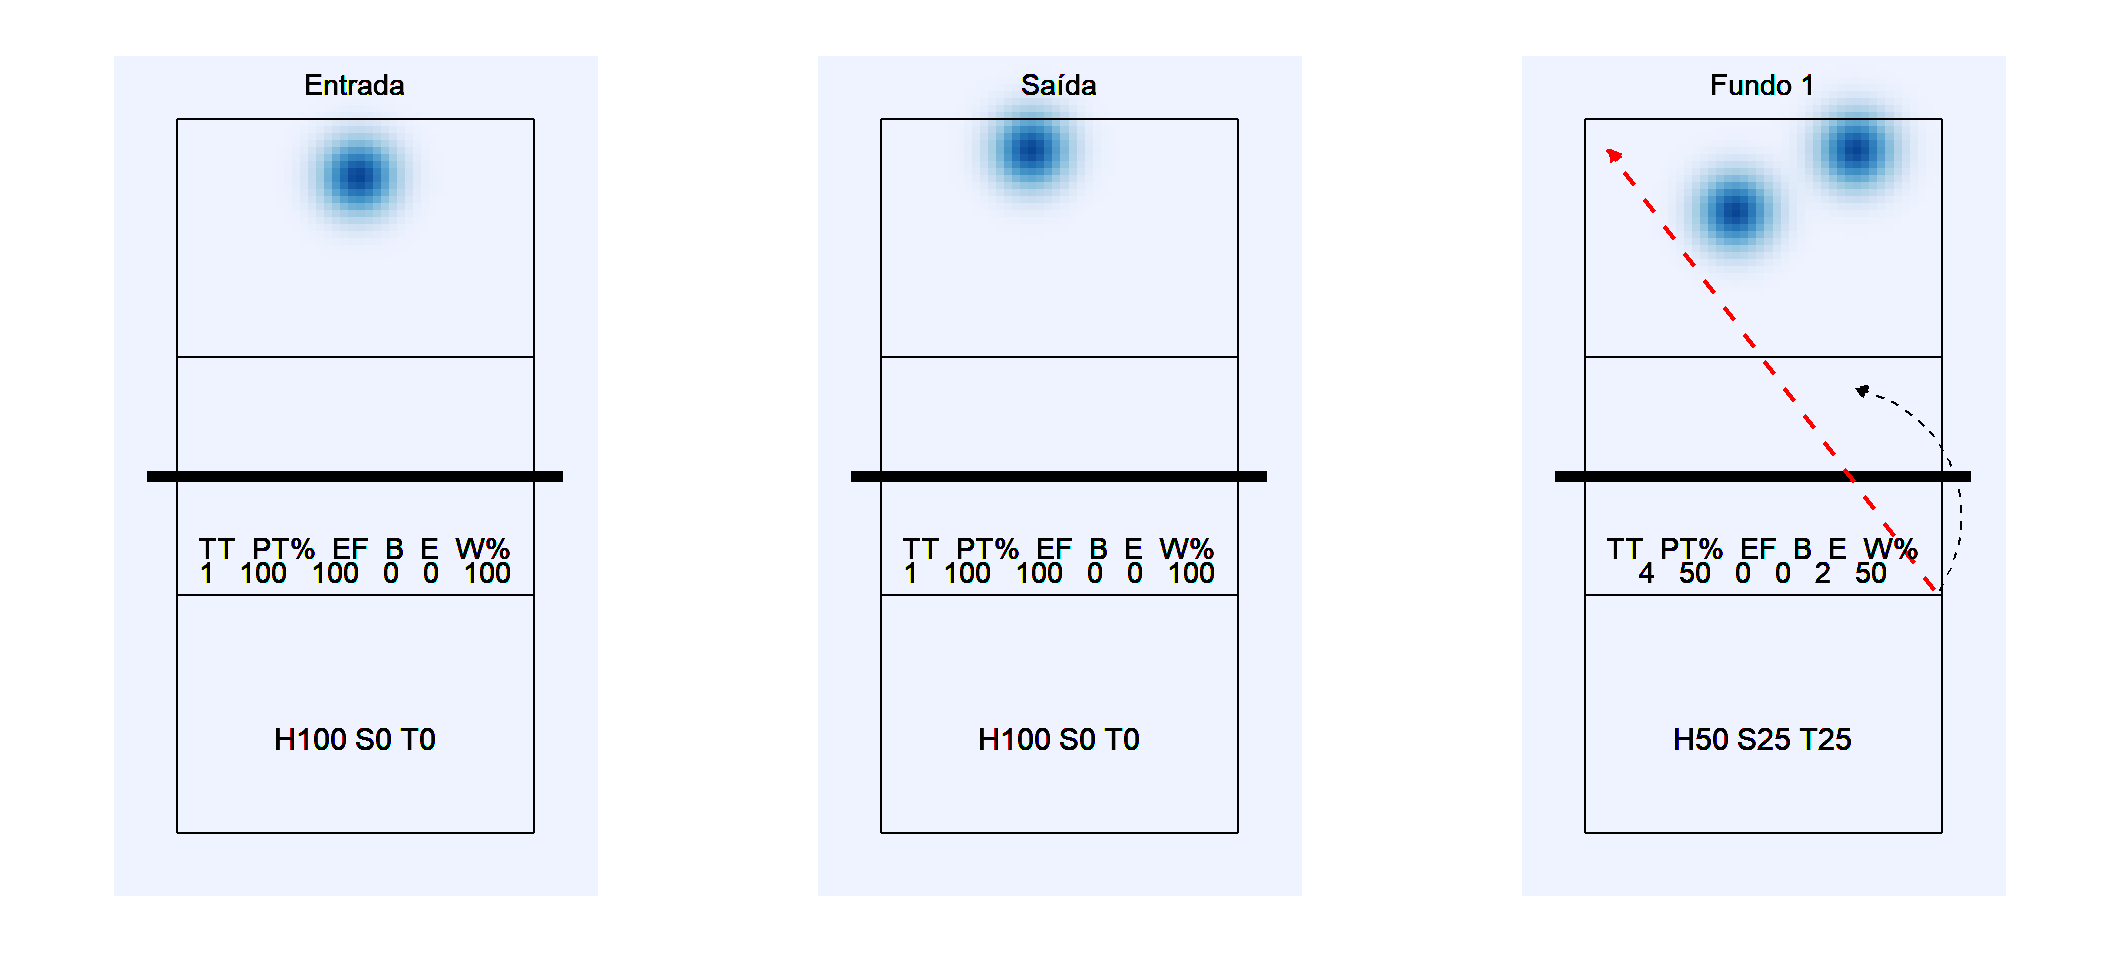 Entrada
TT PT% EF B E W%
1 100 100 0 0 100
H100 S0 T0
Saída
TT PT% EF B E W%
1 100 100 0 0 100
H100 S0 T0
Fundo 1
TT PT% EF B E W%
4 50 0 0 2 50
H50 S25 T25